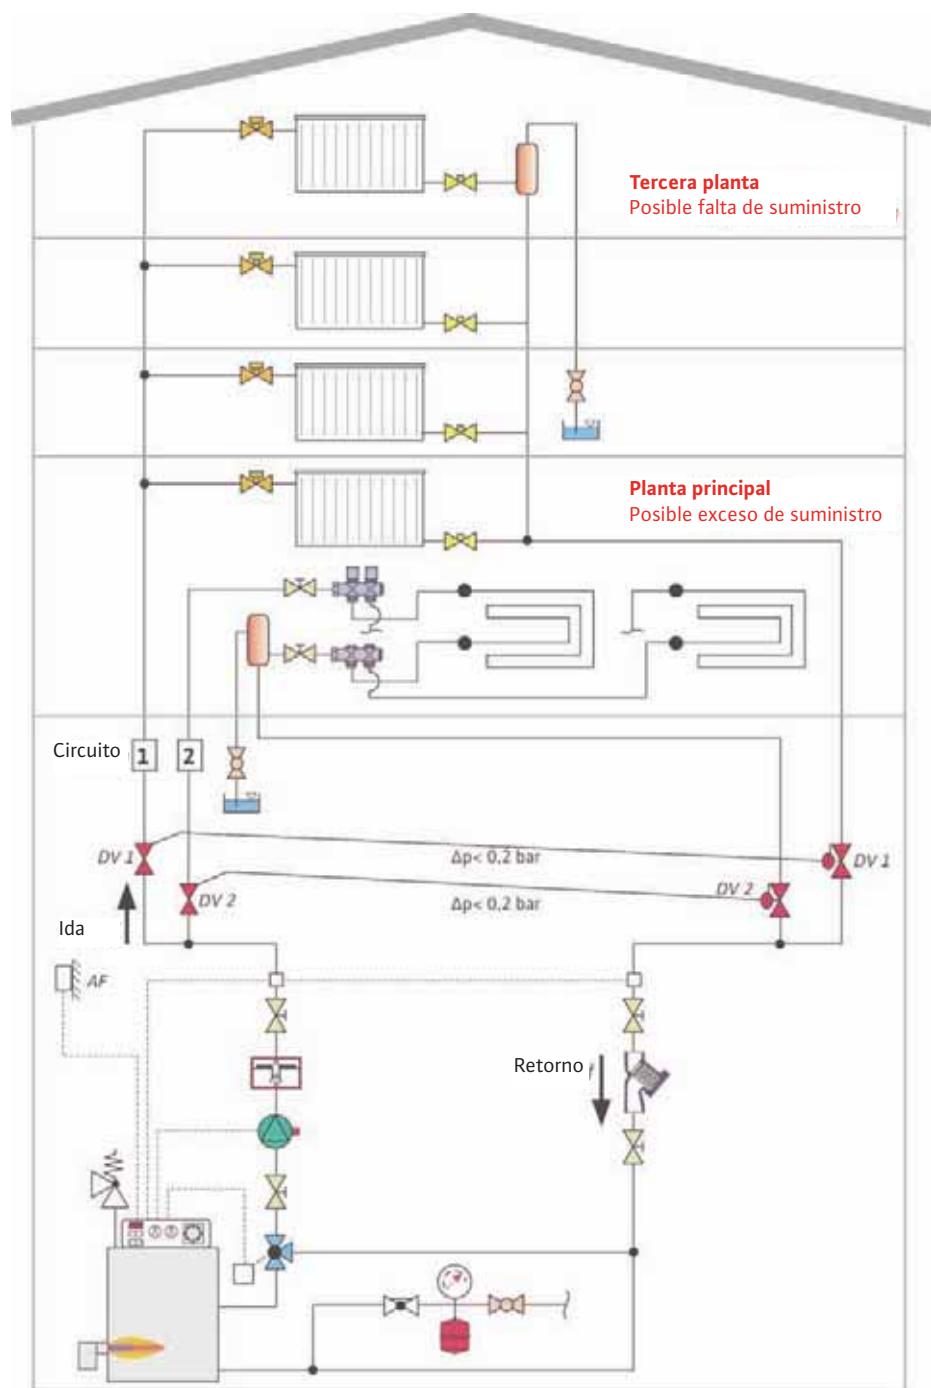 Tercera planta
Posible falta de suministro
Planta principal
Posible exceso de suministro
Circuito
1
2
DV 1
Δp< 0,2 bar
DV 1
DV 2
Δp< 0,2 bar
DV 2
Ida
AF
Retorno